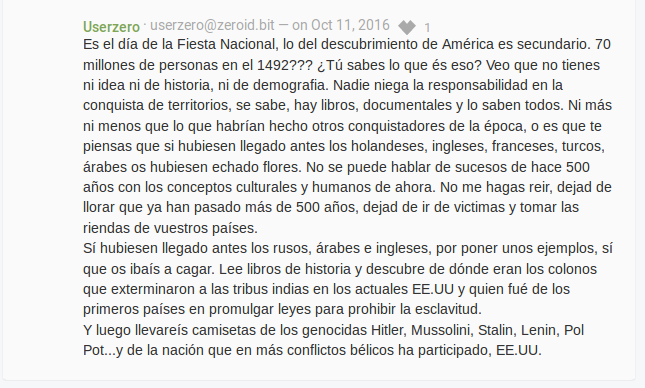 Userzero · userzero@zeroid.bit — on Oct 11, 2016 1
Es el día de la Fiesta Nacional, lo del descubrimiento de América es secundario. 70
millones de personas en el 1492??? ¿Tú sabes lo que és eso? Veo que no tienes
ni idea ni de historia, ni de demografia. Nadie niega la responsabilidad en la
conquista de territorios, se sabe, hay libros, documentales y lo saben todos. Ni más
ni menos que lo que habrían hecho otros conquistadores de la época, o es que te
piensas que si hubiesen llegado antes los holandeses, ingleses, franceses, turcos,
árabes os hubiesen echado flores. No se puede hablar de sucesos de hace 500
años con los conceptos culturales y humanos de ahora. No me hagas reir, dejad de
llorar que ya han pasado más de 500 años, dejad de ir de victimas y tomar las
riendas de vuestros países.
Sí hubiesen llegado antes los rusos, árabes e ingleses, por poner unos ejemplos, sí
que os ibaís a cagar. Lee libros de historia y descubre de dónde eran los colonos
que exterminaron a las tribus indias en los actuales EE.UU y quien fué de los
primeros países en promulgar leyes para prohibir la esclavitud.
Y luego llevareís camisetas de los genocidas Hitler, Mussolini, Stalin, Lenin, Pol
Pot...y de la nación que en más conflictos bélicos ha participado, EE.UU.